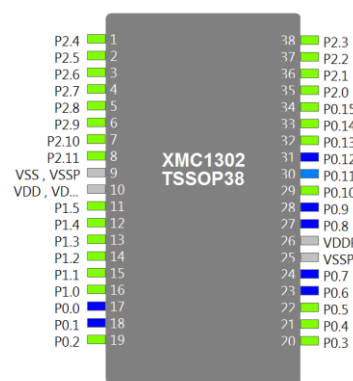 P2.4 1
P2.5 2
P2.6 3
P2.7 4
P2.8 5
P2.9 6
P2.10 7
P2.11 8
VSS , VSSP 9
VDD , VD... 10
P1.5 11
P1.4 12
P1.3 13
P1.2 14
P1.1 15
P1.0 16
P0.0 17
P0.1 18
P0.2 19
XMC1302
TSSOP38
38 P2.3
37 P2.2
36 P2.1
35 P2.0
34 P0.15
33 P0.14
32 P0.13
31 P0.12
30 P0.11
29 P0.10
28 P0.9
27 P0.8
26 VDDP
25 VSSP
24 P0.7
23 P0.6
22 P0.5
21 P0.4
20 P0.3